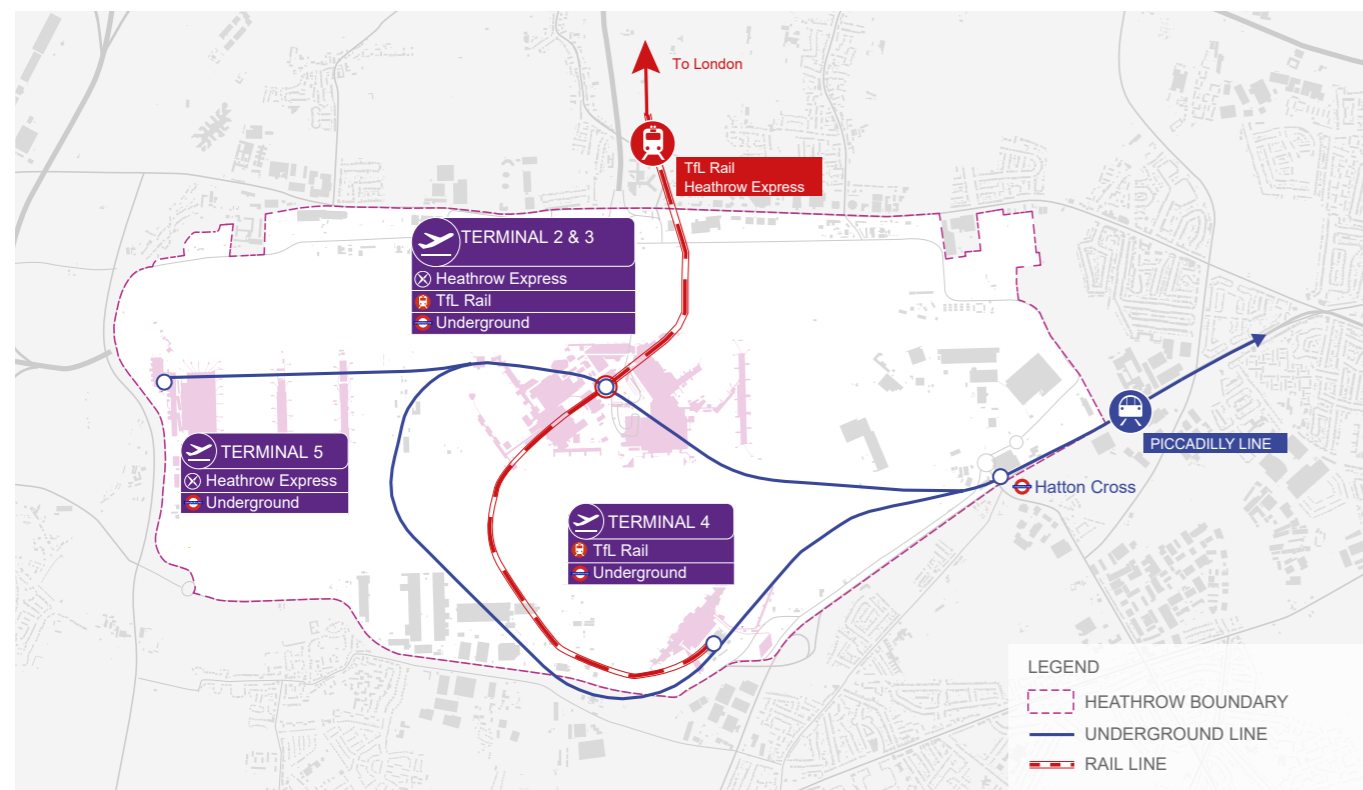 To London
TfL Rail
Heathrow Express
TERMINAL 2 & 3
Heathrow Express
TfL Rail
Underground
TERMINAL 5
Heathrow Express
Underground
TERMINAL 4
TfL Rail
Underground
PICCADILLY LINE
Hatton Cross
LEGEND
HEATHROW BOUNDARY
UNDERGROUND LINE
RAIL LINE